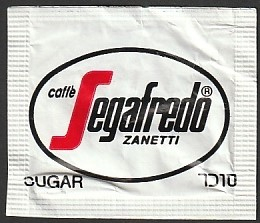 caffè
Segafredo®
ZANETTI
SUGAR סוכר